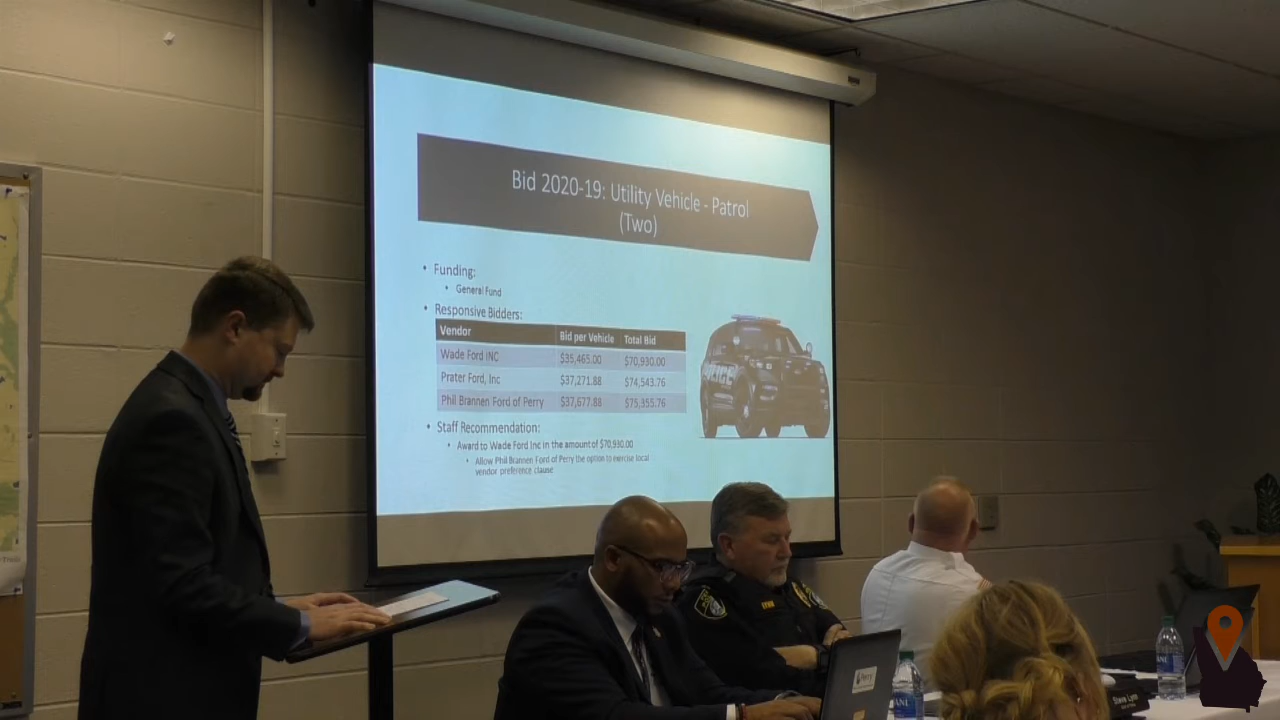 Bid 2020-19: Utility Vehicle - Patrol
(Two)
• Funding:
• General Fund
• Responsive Bidders:
Vendor Bid per Vehicle Total Bid
Wade Ford INC $35,465.00 $70,930.00
Prater Ford, Inc $37,271.88 $74,543.76
Phil Brannen Ford of Perry $37,677.88 $75,355.76
• Staff Recommendation:
• Award to Wade Ford Inc in the amount of $70,930.00
• Allow Phil Brannen Ford of Perry the option to exercise local
vendor preference clause
POLICE
Perry
Steve Lynn